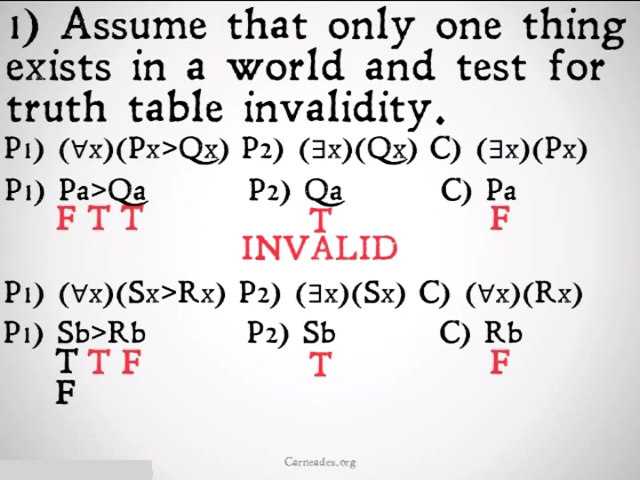 1) Assume that only one thing
exists in a world and test for
truth table invalidity.
P1) (∀x)(Px>Qx) P2) (∃x)(Qx) C) (∃x)(Px)
P1) Pa>Qa P2) Qa C) Pa
F T T T F
INVALID
P1) (∀x)(Sx>Rx) P2) (∃x)(Sx) C) (∀x)(Rx)
P1) Sb>Rb P2) Sb C) Rb
T T F T F
F
Carneades.org